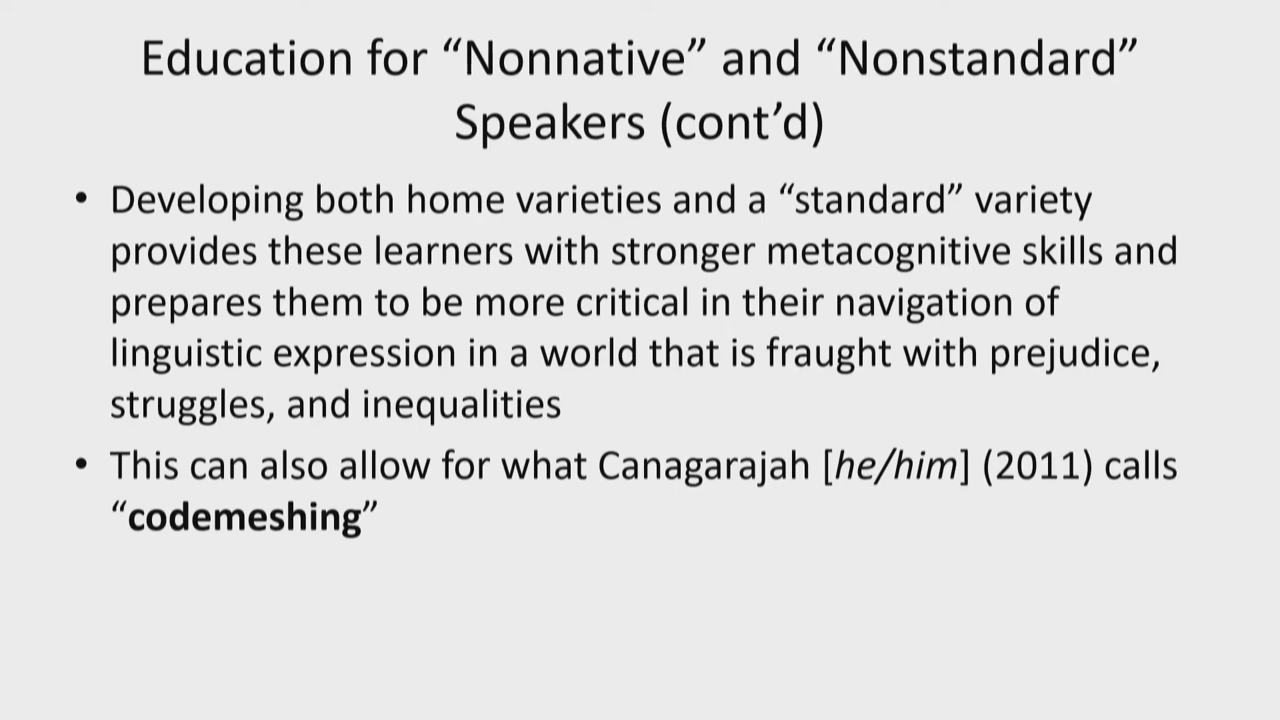 Education for “Nonnative” and “Nonstandard”
Speakers (cont’d)
• Developing both home varieties and a “standard” variety
provides these learners with stronger metacognitive skills and
prepares them to be more critical in their navigation of
linguistic expression in a world that is fraught with prejudice,
struggles, and inequalities
• This can also allow for what Canagarajah [he/him] (2011) calls
“codemeshing”